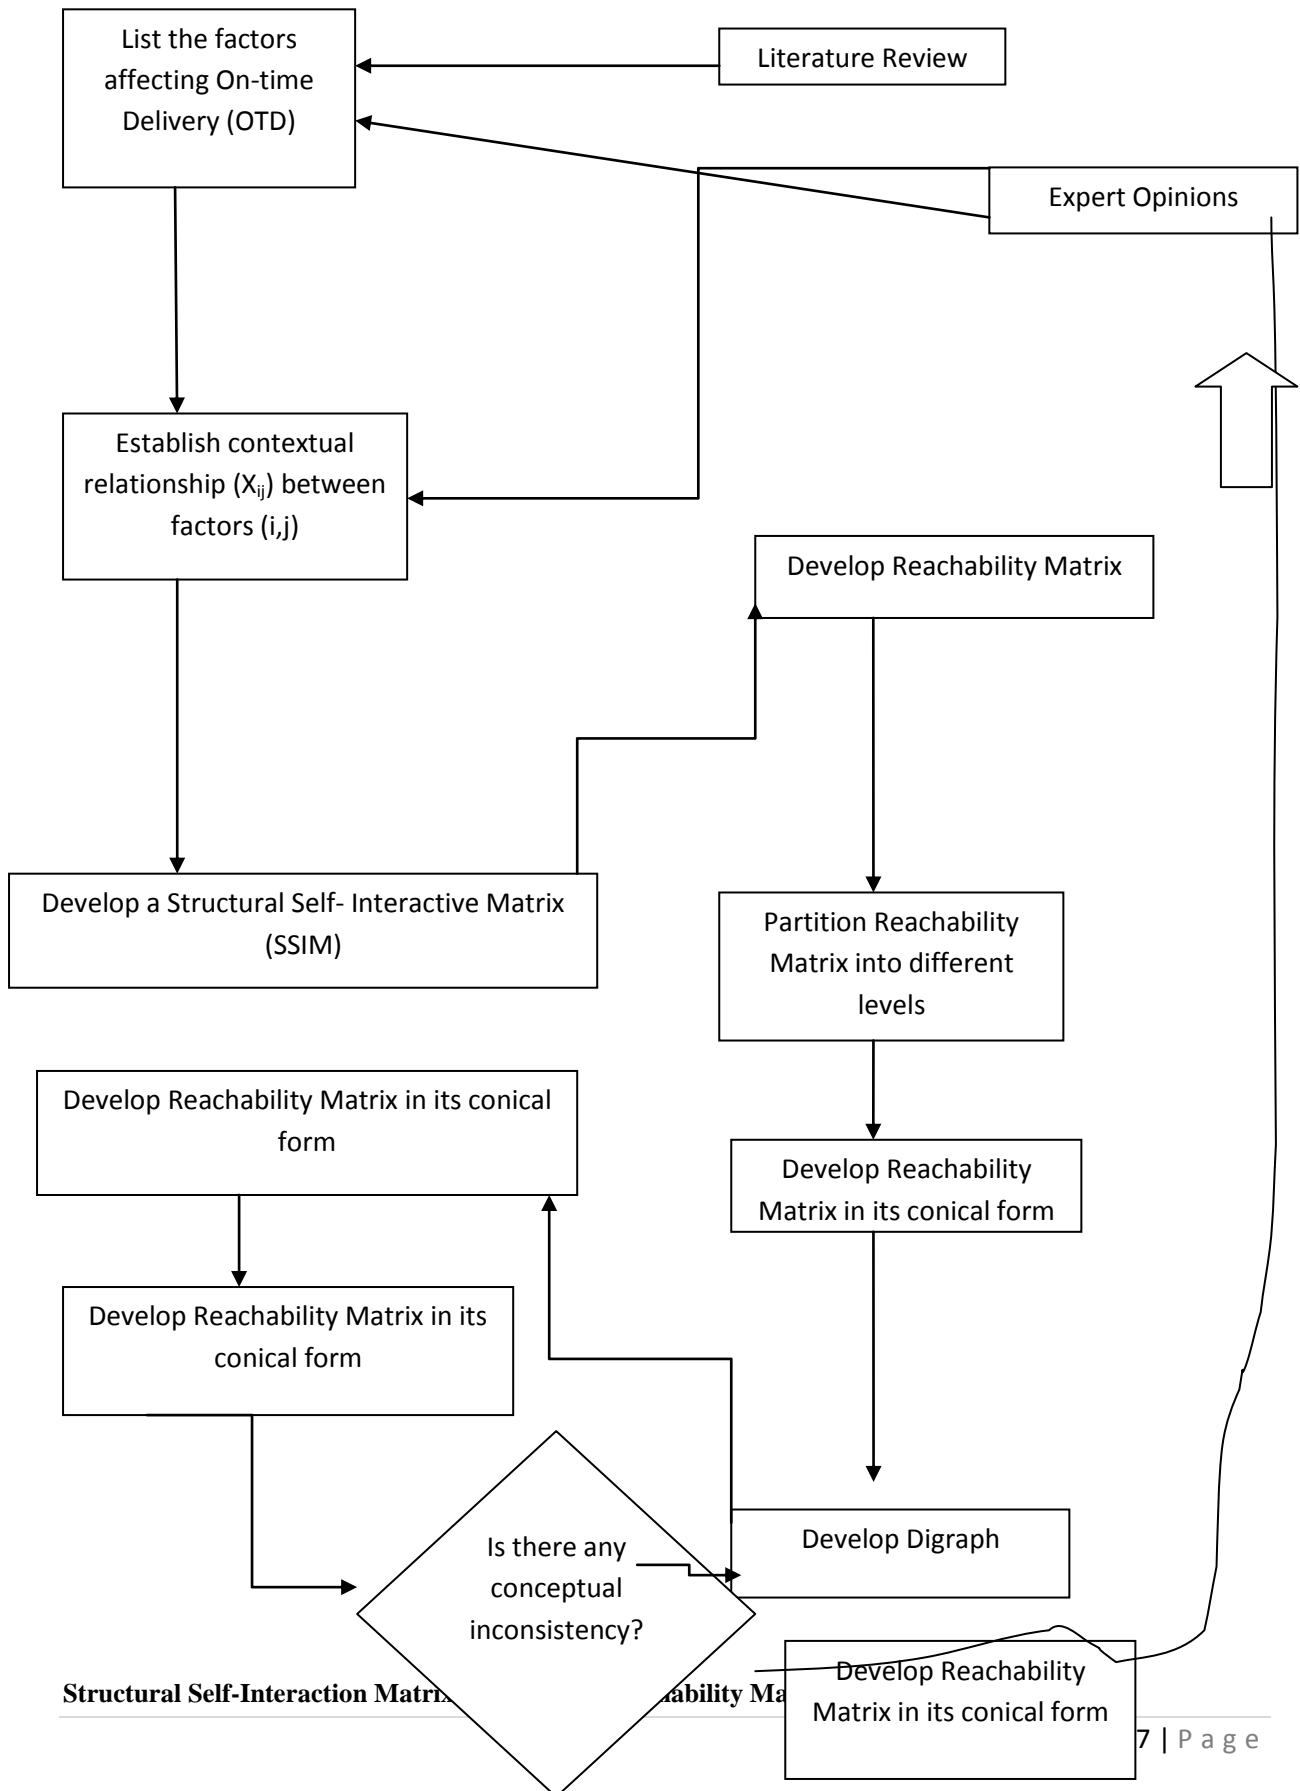 List the factors
affecting On-time
Delivery (OTD)
Literature Review
Expert Opinions
Establish contextual
relationship (Xij) between
factors (i,j)
Develop Reachability Matrix
Develop a Structural Self- Interactive Matrix
(SSIM)
Partition Reachability
Matrix into different
levels
Develop Reachability Matrix in its conical
form
Develop Reachability
Matrix in its conical form
Develop Reachability Matrix in its
conical form
Is there any
conceptual
inconsistency?
Develop Digraph
Develop Reachability
Matrix in its conical form
Structural Self-Interaction Matri
ability Ma
7 | Page